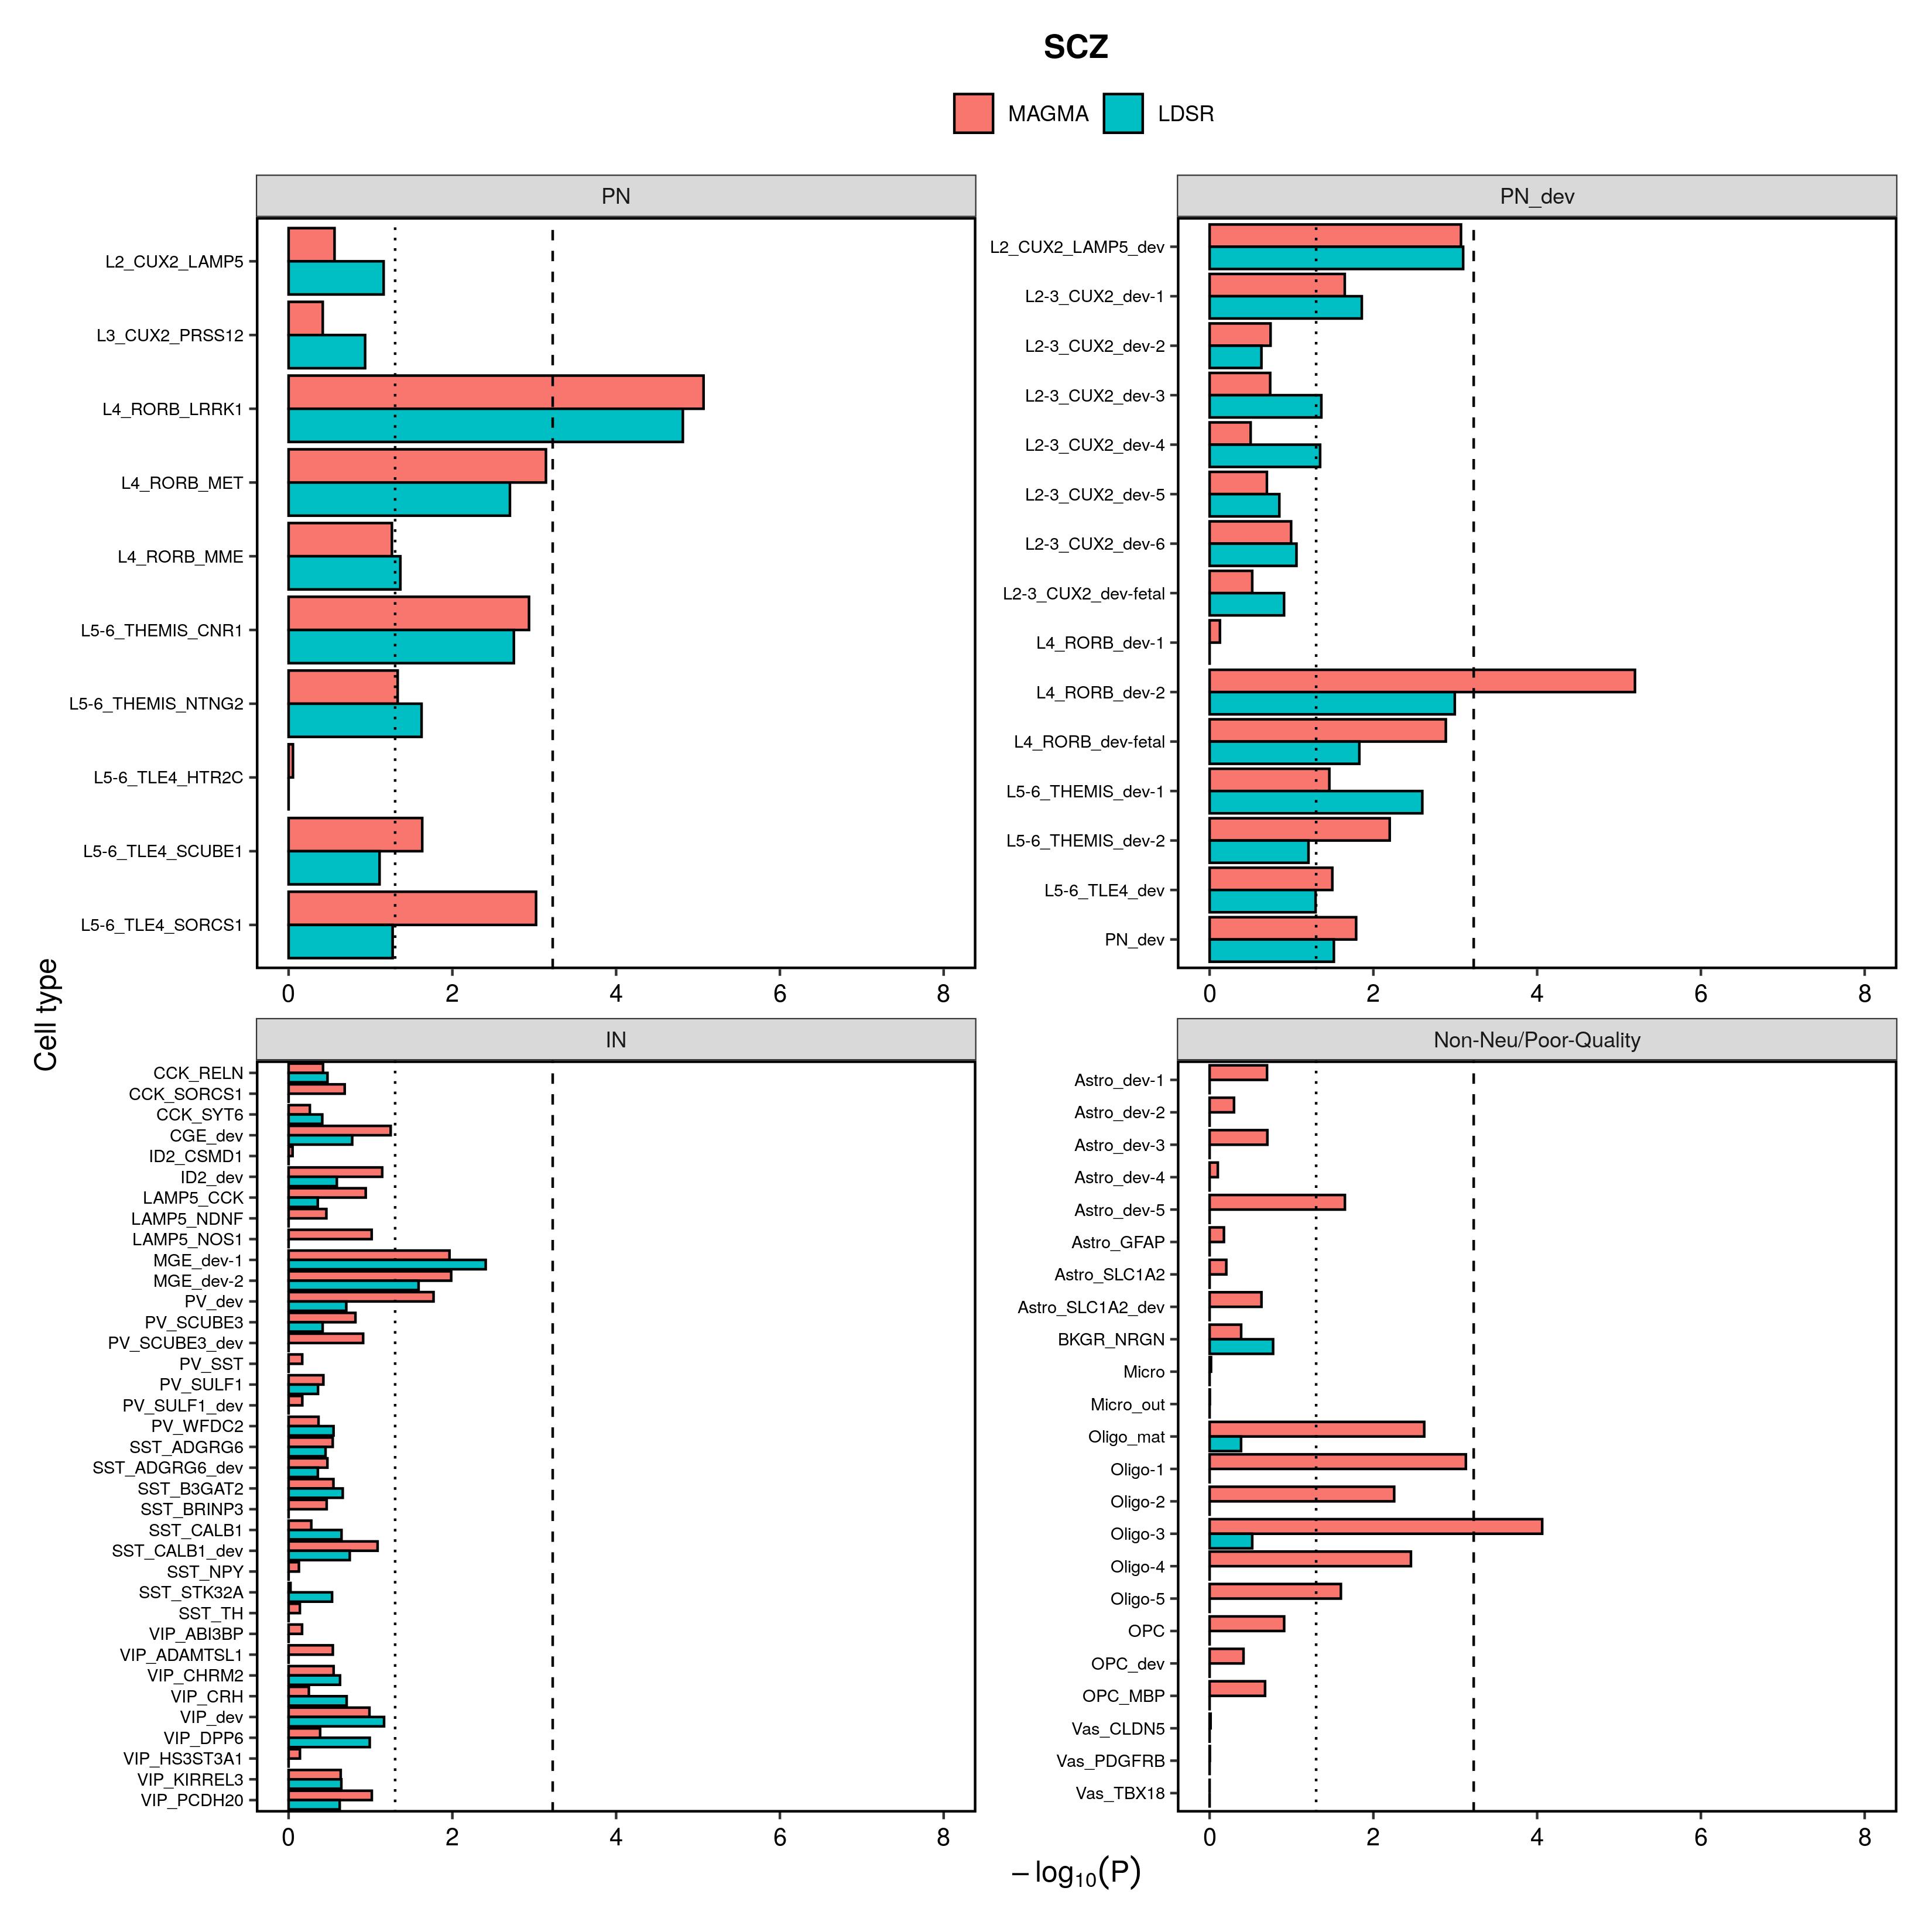 SCZ
MAGMA LDSR
PN
L2_CUX2_LAMP5
L3_CUX2_PRSS12
L4_RORB_LRRK1
L4_RORB_MET
L4_RORB_MME
L5-6_THEMIS_CNR1
L5-6_THEMIS_NTNG2
L5-6_TLE4_HTR2C
L5-6_TLE4_SCUBE1
L5-6_TLE4_SORCS1
0 2 4 6 8
PN_dev
L2_CUX2_LAMP5_dev
L2-3_CUX2_dev-1
L2-3_CUX2_dev-2
L2-3_CUX2_dev-3
L2-3_CUX2_dev-4
L2-3_CUX2_dev-5
L2-3_CUX2_dev-6
L2-3_CUX2_dev-fetal
L4_RORB_dev-1
L4_RORB_dev-2
L4_RORB_dev-fetal
L5-6_THEMIS_dev-1
L5-6_THEMIS_dev-2
L5-6_TLE4_dev
PN_dev
0 2 4 6 8
Cell type
IN
CCK_RELN
CCK_SORCS1
CCK_SYT6
CGE_dev
ID2_CSMD1
ID2_dev
LAMP5_CCK
LAMP5_NDNF
LAMP5_NOS1
MGE_dev-1
MGE_dev-2
PV_dev
PV_SCUBE3
PV_SCUBE3_dev
PV_SST
PV_SULF1
PV_SULF1_dev
PV_WFDC2
SST_ADGRG6
SST_ADGRG6_dev
SST_B3GAT2
SST_BRINP3
SST_CALB1
SST_CALB1_dev
SST_NPY
SST_STK32A
SST_TH
VIP_ABI3BP
VIP_ADAMTSL1
VIP_CHRM2
VIP_CRH
VIP_dev
VIP_DPP6
VIP_HS3ST3A1
VIP_KIRREL3
VIP_PCDH20
0 2 4 6 8
Non-Neu/Poor-Quality
Astro_dev-1
Astro_dev-2
Astro_dev-3
Astro_dev-4
Astro_dev-5
Astro_GFAP
Astro_SLC1A2
Astro_SLC1A2_dev
BKGR_NRGN
Micro
Micro_out
Oligo_mat
Oligo-1
Oligo-2
Oligo-3
Oligo-4
Oligo-5
OPC
OPC_dev
OPC_MBP
Vas_CLDN5
Vas_PDGFRB
Vas_TBX18
0 2 4 6 8
−log₁₀(P)